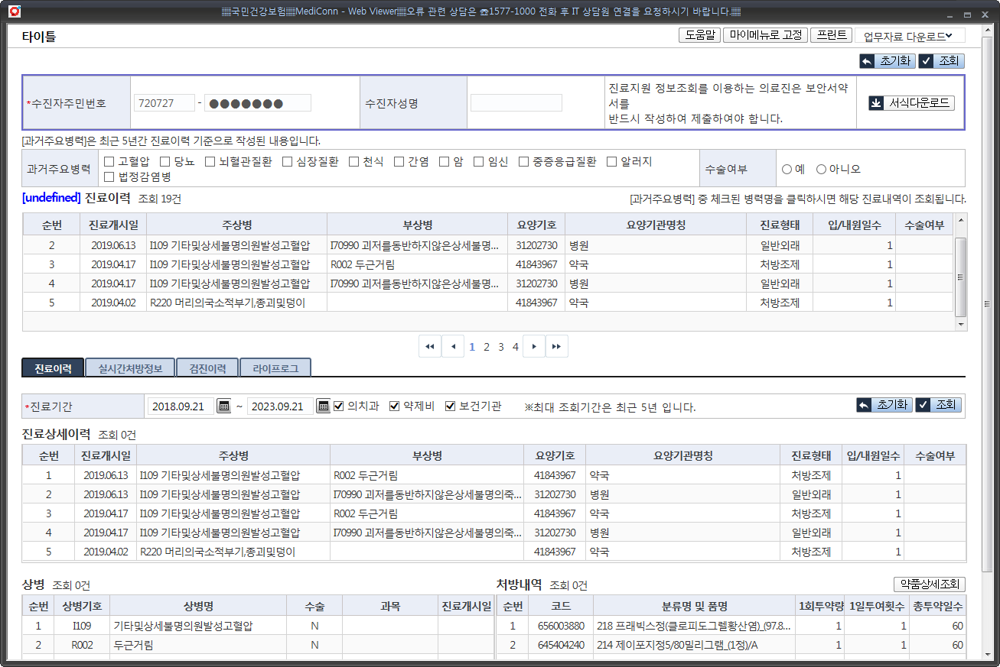 ▦국민건강보험▦MediConn - Web Viewer▦오류 관련 상담은 ☎1577-1000 전화 후 IT 상담원 연결을 요청하시기 바랍니다.▦
타이틀 도움말 마이메뉴로 고정 프린트 업무자료 다운로드
초기화 조회
*수진자주민번호 720727 - ●●●●●●● 수진자성명
진료지원 정보조회를 이용하는 의료진은 보안서약
서를
반드시 작성하여 제출하여야 합니다.
서식다운로드
[과거주요병력]은 최근 5년간 진료이력 기준으로 작성된 내용입니다.
과거주요병력 고혈압 당뇨 뇌혈관질환 심장질환 천식 간염 암 임신 중증응급질환 알러지
법정감염병
수술여부 예 아니오
[undefined] 진료이력 조회 19건 [과거주요병력] 중 체크된 병력명을 클릭하시면 해당 진료내역이 조회됩니다.
순번 진료개시일 주상병 부상병 요양기호 요양기관명칭 진료형태 입/내원일수 수술여부
2 2019.06.13 I109 기타및상세불명의원발성고혈압 I70990 괴저를동반하지않은상세불명... 31202730 병원 일반외래 1
3 2019.04.17 I109 기타및상세불명의원발성고혈압 R002 두근거림 41843967 약국 처방조제 1
4 2019.04.17 I109 기타및상세불명의원발성고혈압 I70990 괴저를동반하지않은상세불명... 31202730 병원 일반외래 1
5 2019.04.02 R220 머리의국소적부기,종괴및덩이 41843967 약국 처방조제 1
1 2 3 4
진료이력 실시간처방정보 검진이력 라이프로그
*진료기간 2018.09.21 ~ 2023.09.21 의치과 약제비 보건기관 ※최대 조회기간은 최근 5년 입니다. 초기화 조회
진료상세이력 조회 0건
순번 진료개시일 주상병 부상병 요양기호 요양기관명칭 진료형태 입/내원일수 수술여부
1 2019.06.13 I109 기타및상세불명의원발성고혈압 R002 두근거림 41843967 약국 처방조제 1
2 2019.06.13 I109 기타및상세불명의원발성고혈압 I70990 괴저를동반하지않은상세불명의죽... 31202730 병원 일반외래 1
3 2019.04.17 I109 기타및상세불명의원발성고혈압 R002 두근거림 41843967 약국 처방조제 1
4 2019.04.17 I109 기타및상세불명의원발성고혈압 I70990 괴저를동반하지않은상세불명의죽... 31202730 병원 일반외래 1
5 2019.04.02 R220 머리의국소적부기,종괴및덩이 41843967 약국 처방조제 1
상병 조회 0건
순번 상병기호 상병명 수술 과목 진료개시일
1 I109 기타및상세불명의원발성고혈압 N
2 R002 두근거림 N
처방내역 조회 0건 약품상세조회
순번 코드 분류명 및 품명 1회투약량 1일투여횟수 총투약일수
1 656003880 218 프래빅스정(클로피도그렐황산염)_(97.8... 1 1 60
2 645404240 214 제이포지정5/80밀리그램_(1정)/A 1 1 60